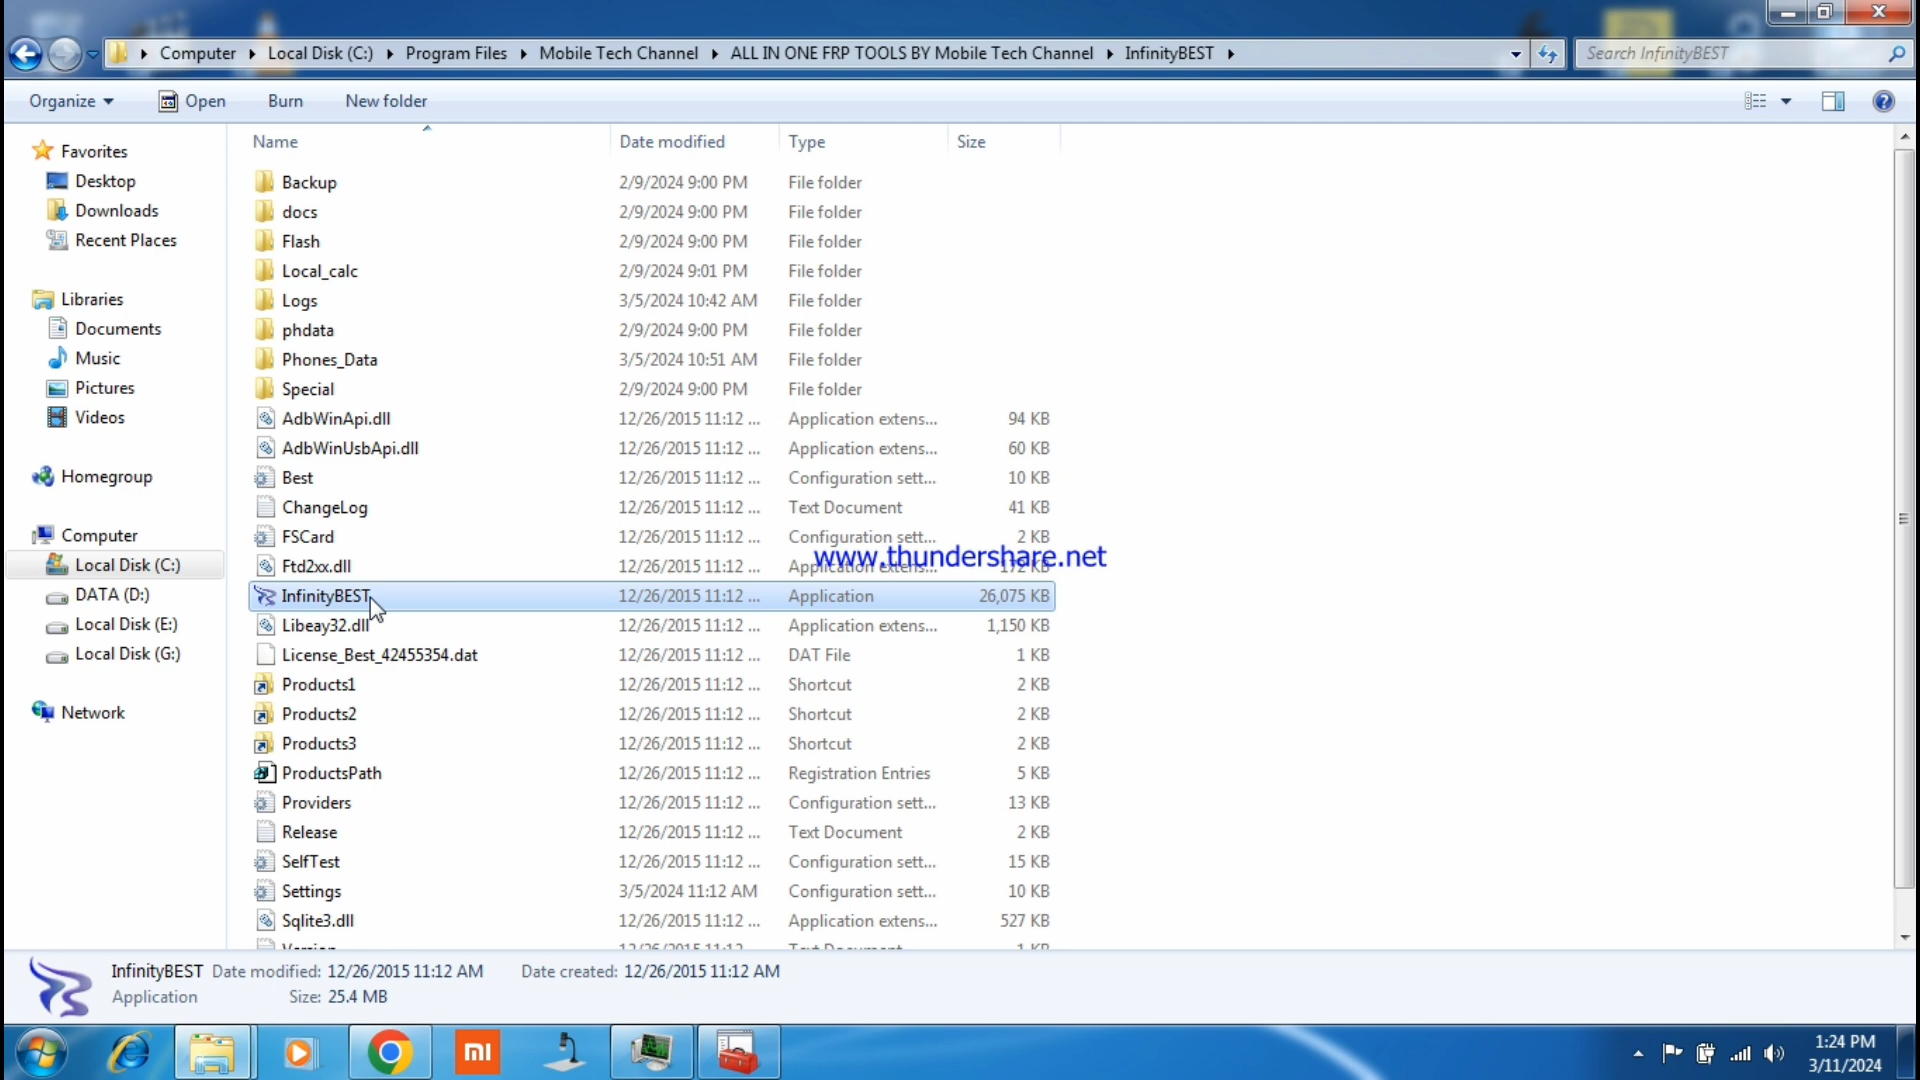 Computer Local Disk (C:) Program Files Mobile Tech Channel ALL IN ONE FRP TOOLS BY Mobile Tech Channel InfinityBEST Search InfinityBEST
Organize Open Burn New folder
Name Date modified Type Size
Favorites
Desktop
Downloads
Recent Places
Libraries
Documents
Music
Pictures
Videos
Homegroup
Computer
Local Disk (C:)
DATA (D:)
Local Disk (E:)
Local Disk (G:)
Network
Backup 2/9/2024 9:00 PM File folder
docs 2/9/2024 9:00 PM File folder
Flash 2/9/2024 9:00 PM File folder
Local_calc 2/9/2024 9:01 PM File folder
Logs 3/5/2024 10:42 AM File folder
phdata 2/9/2024 9:00 PM File folder
Phones_Data 3/5/2024 10:51 AM File folder
Special 2/9/2024 9:00 PM File folder
AdbWinApi.dll 12/26/2015 11:12 ... Application extens... 94 KB
AdbWinUsbApi.dll 12/26/2015 11:12 ... Application extens... 60 KB
Best 12/26/2015 11:12 ... Configuration sett... 10 KB
ChangeLog 12/26/2015 11:12 ... Text Document 41 KB
FSCard 12/26/2015 11:12 ... Configuration sett... 2 KB
www.thundershare.net
Ftd2xx.dll 12/26/2015 11:12 ... Application extens... 172 KB
InfinityBEST 12/26/2015 11:12 ... Application 26,075 KB
Libeay32.dll 12/26/2015 11:12 ... Application extens... 1,150 KB
License_Best_42455354.dat 12/26/2015 11:12 ... DAT File 1 KB
Products1 12/26/2015 11:12 ... Shortcut 2 KB
Products2 12/26/2015 11:12 ... Shortcut 2 KB
Products3 12/26/2015 11:12 ... Shortcut 2 KB
ProductsPath 12/26/2015 11:12 ... Registration Entries 5 KB
Providers 12/26/2015 11:12 ... Configuration sett... 13 KB
Release 12/26/2015 11:12 ... Text Document 2 KB
SelfTest 12/26/2015 11:12 ... Configuration sett... 15 KB
Settings 3/5/2024 11:12 AM Configuration sett... 10 KB
Sqlite3.dll 12/26/2015 11:12 ... Application extens... 527 KB
InfinityBEST Date modified: 12/26/2015 11:12 AM Date created: 12/26/2015 11:12 AM
Application Size: 25.4 MB
mi
1:24 PM
3/11/2024